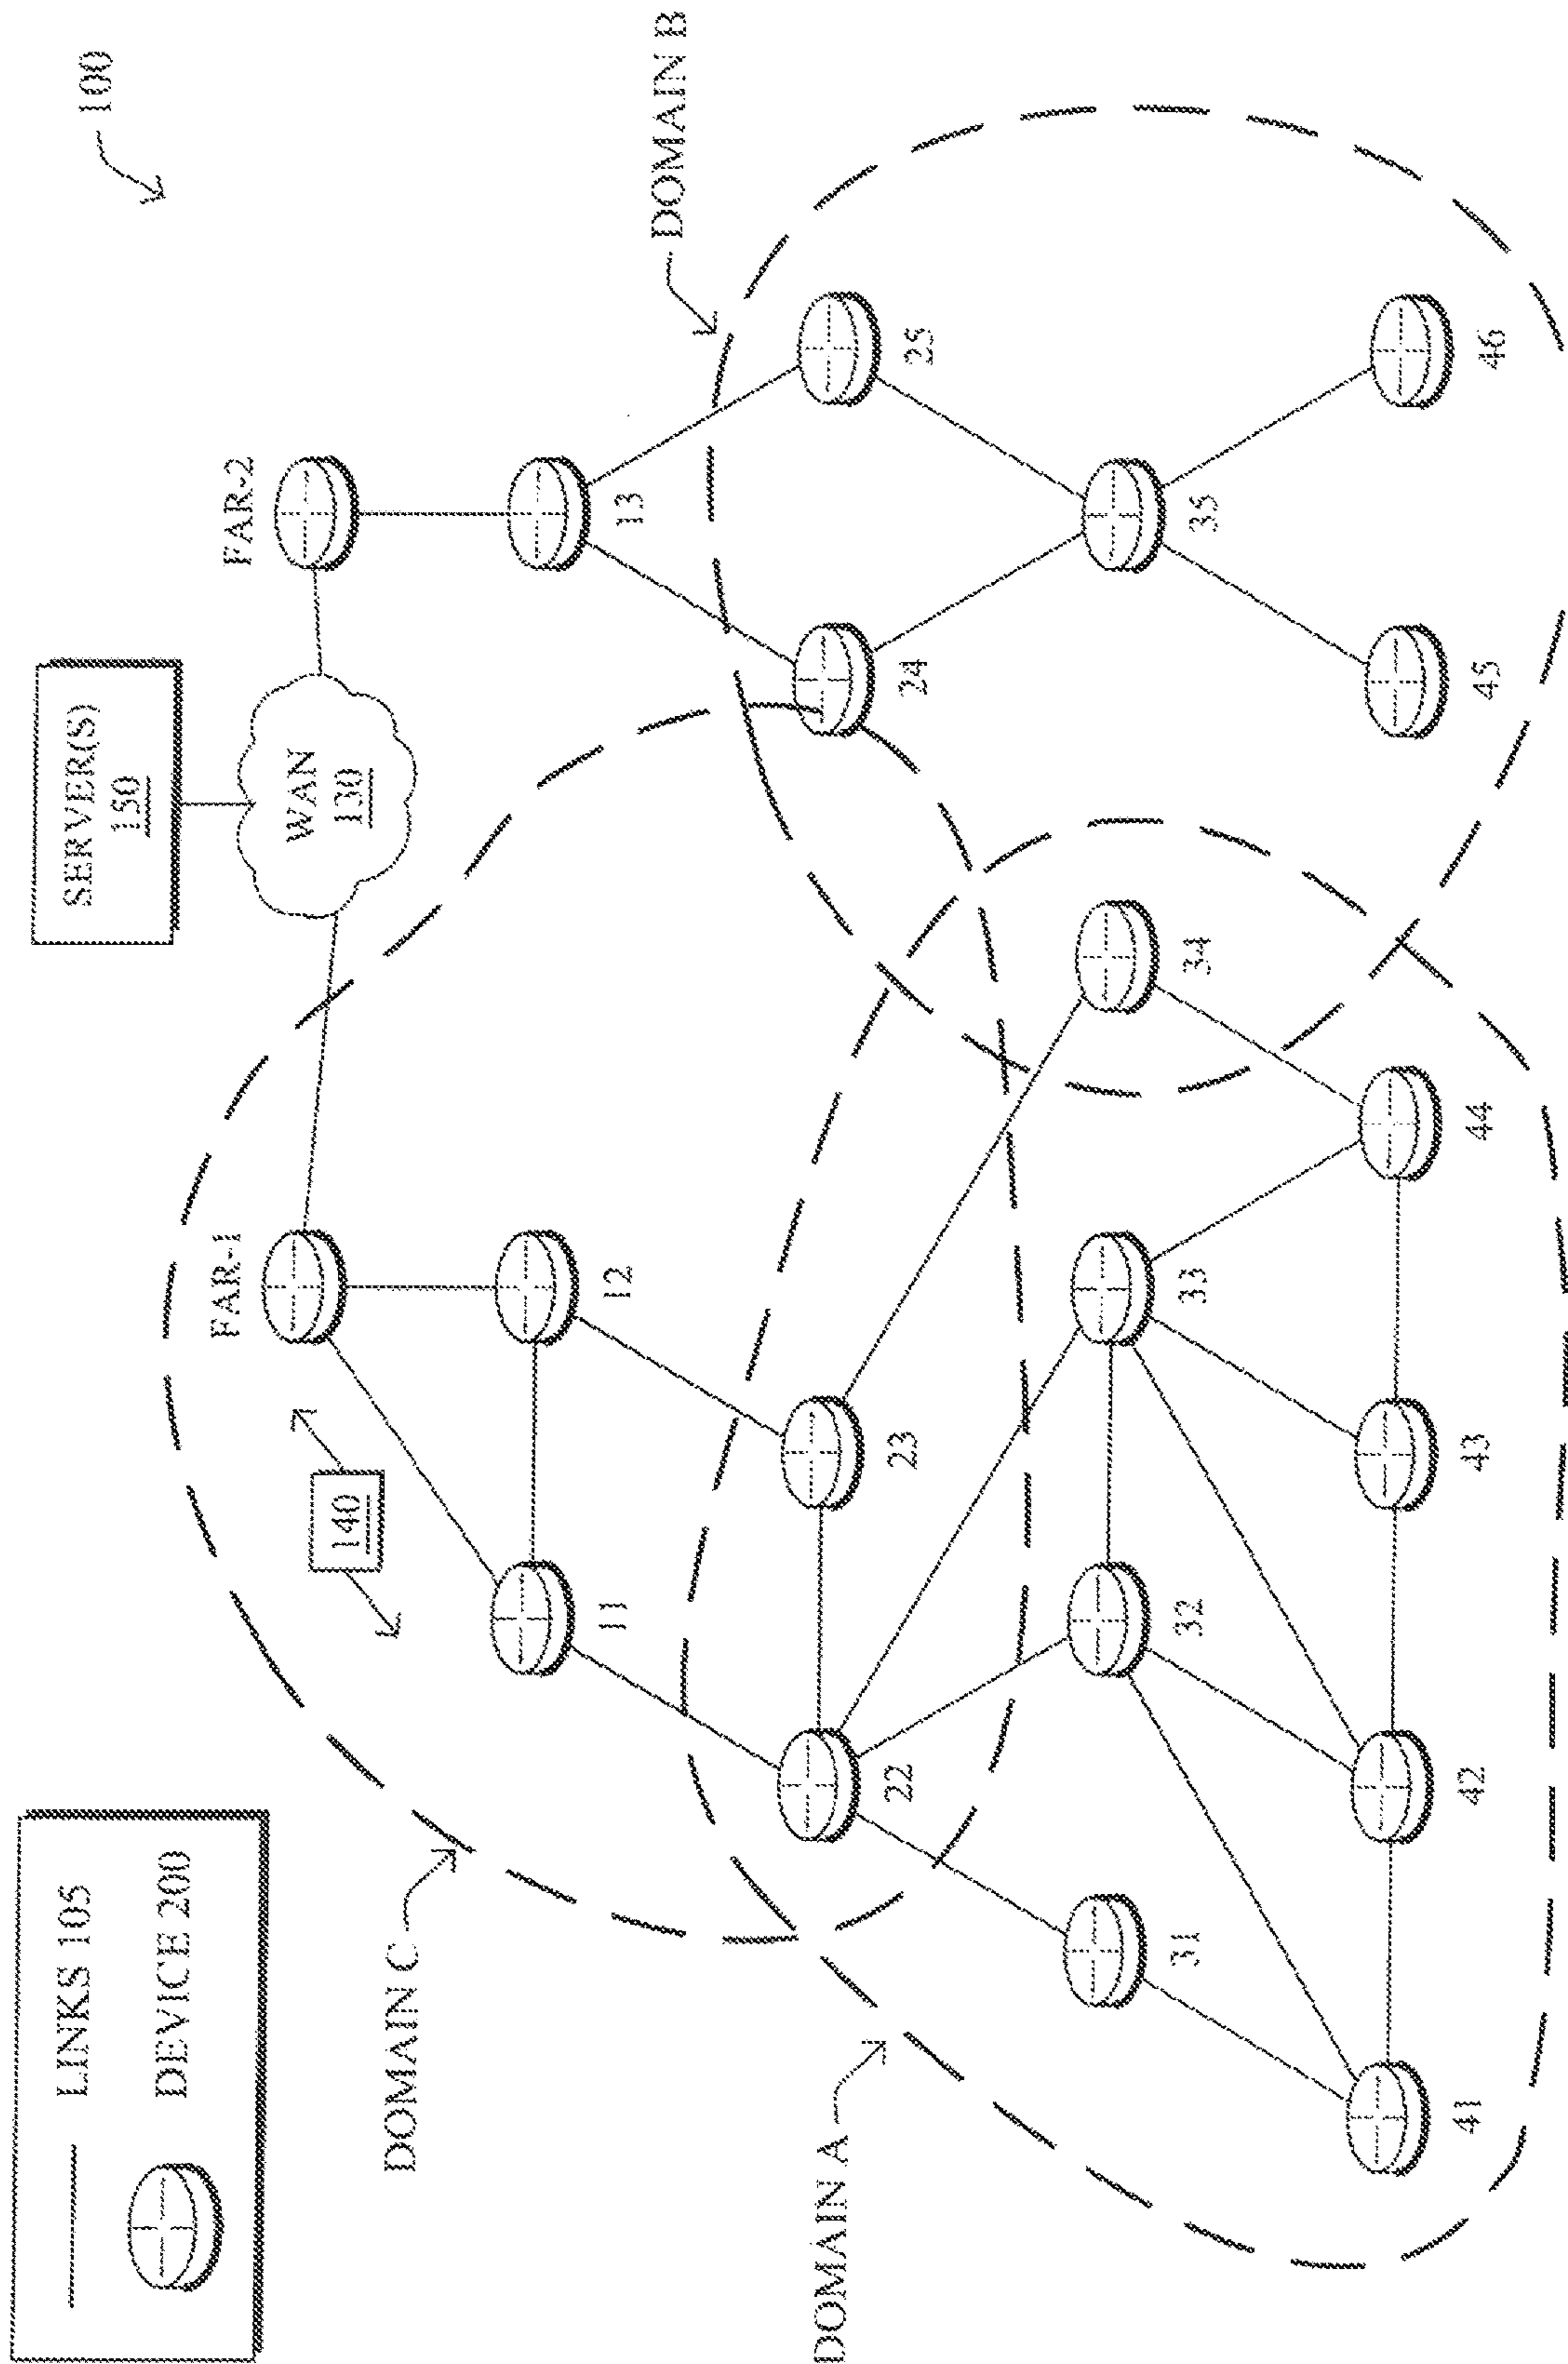 100
LINKS 105
DEVICE 200
SERVER(S)
150
WAN
130
FAR-1
FAR-2
140
DOMAIN C
DOMAIN B
DOMAIN A
11
12
13
22
23
24
25
31
32
33
34
35
41
42
43
44
45
46